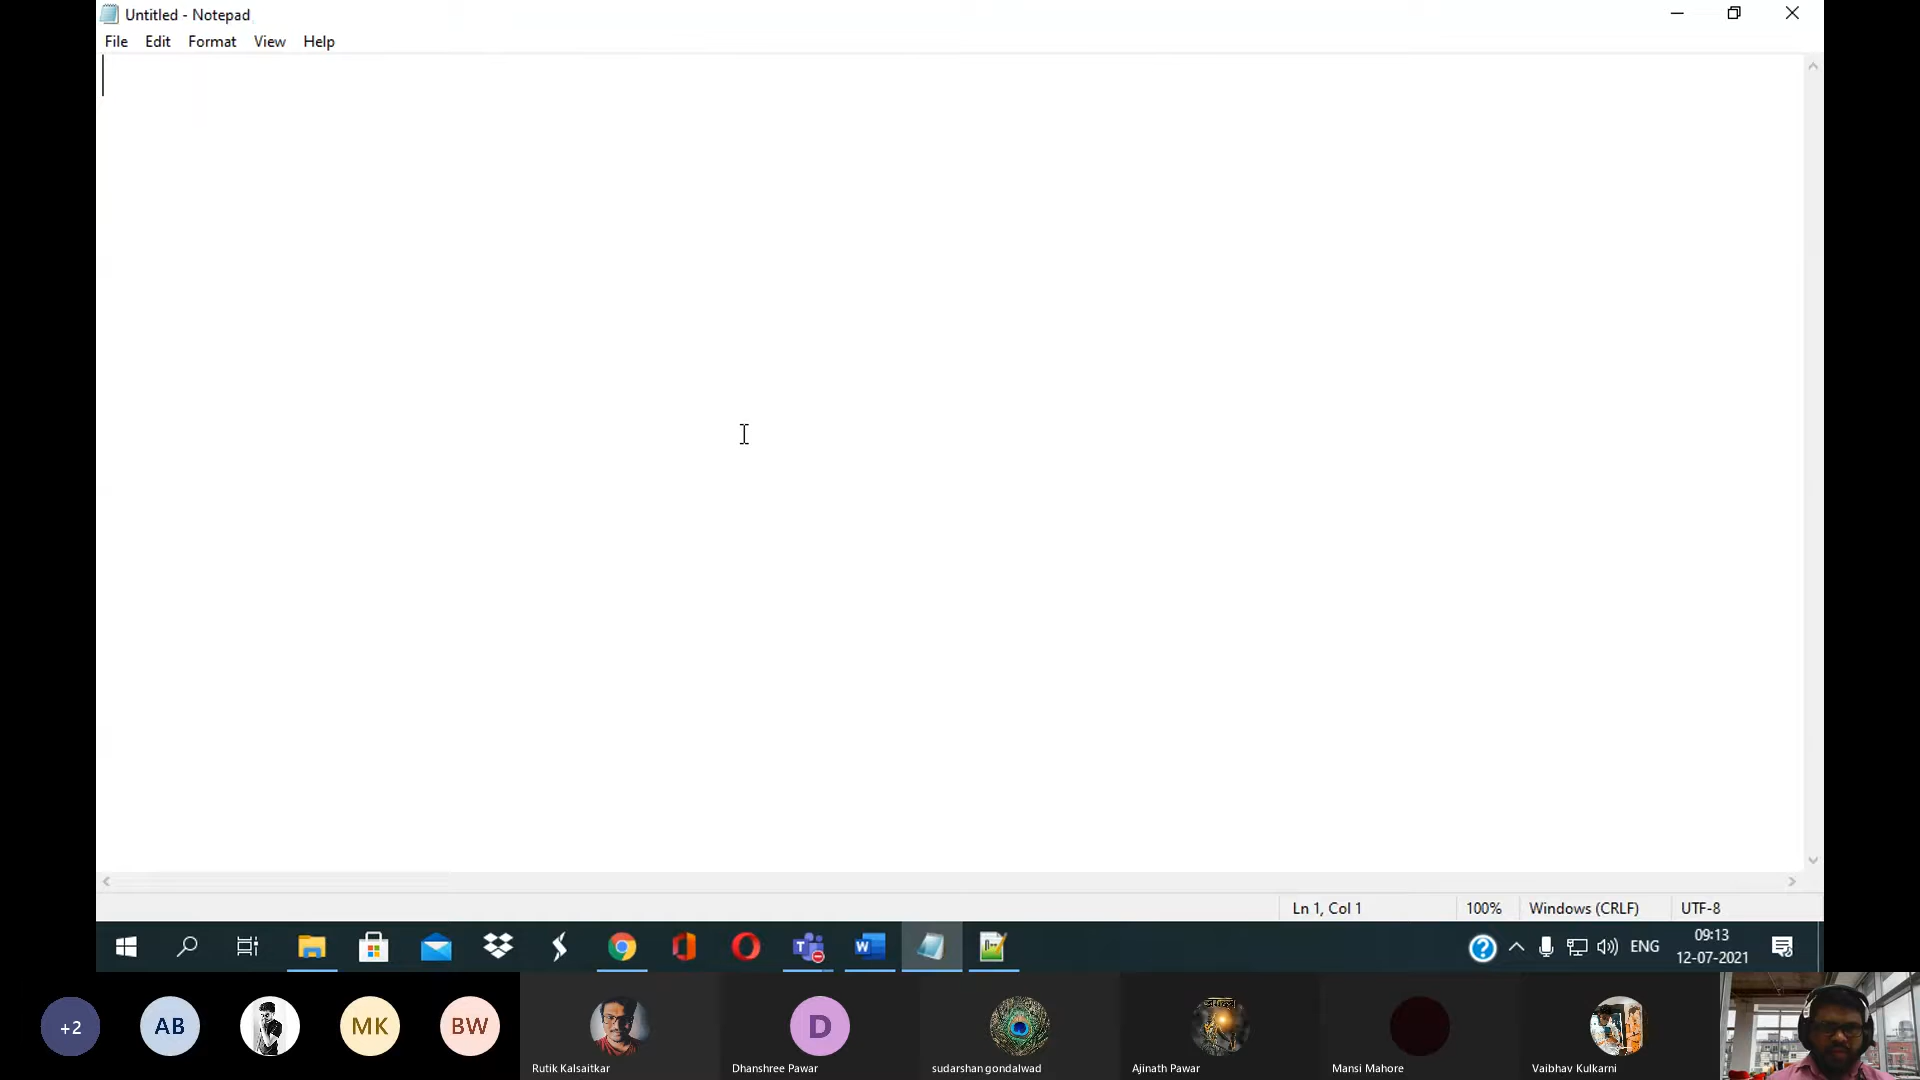 Untitled - Notepad
File Edit Format View Help
Ln 1, Col 1 100% Windows (CRLF) UTF-8
ENG
09:13
12-07-2021
+2 AB MK BW D
Rutik Kalsaitkar Dhanshree Pawar sudarshan gondalwad Ajinath Pawar Mansi Mahore Vaibhav Kulkarni